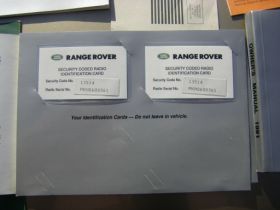 RANGE ROVER
SECURITY CODED RADIO
IDENTIFICATION CARD
Security Code No.
Radio Serial No.
RANGE ROVER
SECURITY CODED RADIO
IDENTIFICATION CARD
Security Code No.
Radio Serial No.
Your Identification Cards — Do not leave in vehicle.
OWNER'S MANUAL 1991